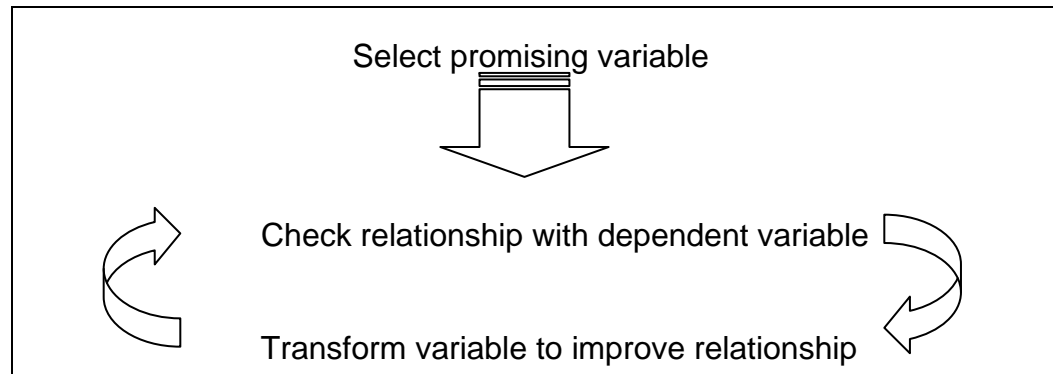 Select promising variable
Check relationship with dependent variable
Transform variable to improve relationship